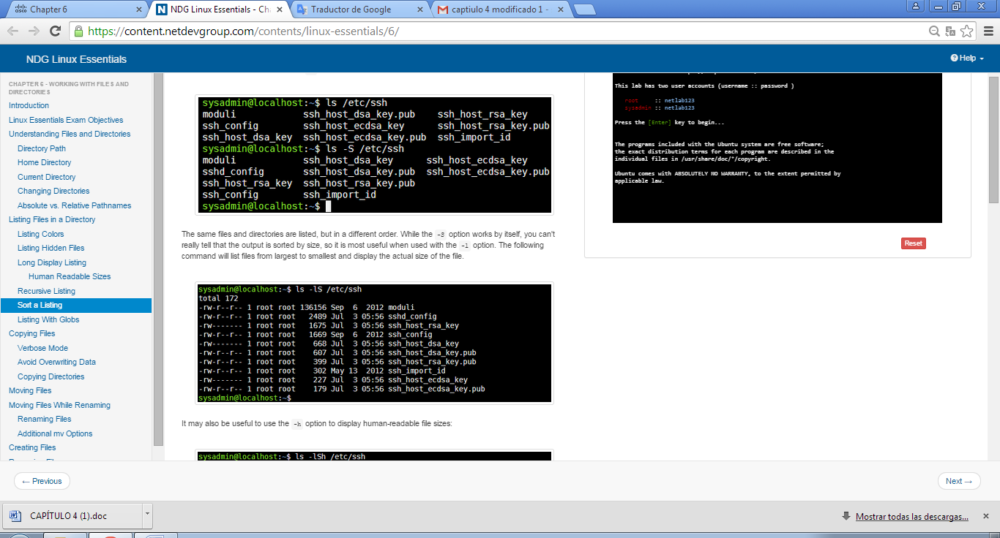 Chapter 6
NDG Linux Essentials - Cha
Traductor de Google
captiulo 4 modificado 1 -
https://content.netdevgroup.com/contents/linux-essentials/6/
NDG Linux Essentials
Help
CHAPTER 6 - WORKING WITH FILES AND
DIRECTORIES
Introduction
Linux Essentials Exam Objectives
Understanding Files and Directories
Directory Path
Home Directory
Current Directory
Changing Directories
Absolute vs. Relative Pathnames
Listing Files in a Directory
Listing Colors
Listing Hidden Files
Long Display Listing
Human Readable Sizes
Recursive Listing
Sort a Listing
Listing With Globs
Copying Files
Verbose Mode
Avoid Overwriting Data
Copying Directories
Moving Files
Moving Files While Renaming
Renaming Files
Additional mv Options
Creating Files
sysadmin@localhost:~$ ls /etc/ssh
moduli ssh_host_dsa_key.pub ssh_host_rsa_key
ssh_config ssh_host_ecdsa_key ssh_host_rsa_key.pub
ssh_host_dsa_key ssh_host_ecdsa_key.pub ssh_import_id
sysadmin@localhost:~$ ls -S /etc/ssh
moduli ssh_host_dsa_key ssh_host_ecdsa_key
sshd_config ssh_host_dsa_key.pub ssh_host_ecdsa_key.pub
ssh_host_rsa_key ssh_host_rsa_key.pub
ssh_config ssh_import_id
sysadmin@localhost:~$
The same files and directories are listed, but in a different order. While the -S option works by itself, you can't
really tell that the output is sorted by size, so it is most useful when used with the -l option. The following
command will list files from largest to smallest and display the actual size of the file.
sysadmin@localhost:~$ ls -lS /etc/ssh
total 172
-rw-r--r-- 1 root root 136156 Sep 6 2012 moduli
-rw-r--r-- 1 root root 2489 Jul 3 05:56 sshd_config
-rw------- 1 root root 1675 Jul 3 05:56 ssh_host_rsa_key
-rw-r--r-- 1 root root 1669 Sep 6 2012 ssh_config
-rw------- 1 root root 668 Jul 3 05:56 ssh_host_dsa_key
-rw-r--r-- 1 root root 607 Jul 3 05:56 ssh_host_dsa_key.pub
-rw-r--r-- 1 root root 399 Jul 3 05:56 ssh_host_rsa_key.pub
-rw-r--r-- 1 root root 302 May 13 2012 ssh_import_id
-rw------- 1 root root 227 Jul 3 05:56 ssh_host_ecdsa_key
-rw-r--r-- 1 root root 179 Jul 3 05:56 ssh_host_ecdsa_key.pub
sysadmin@localhost:~$
It may also be useful to use the -h option to display human-readable file sizes:
sysadmin@localhost:~$ ls -lSh /etc/ssh
This lab has two user accounts (username :: password )
root :: netlab123
sysadmin :: netlab123
Press the [Enter] key to begin...
The programs included with the Ubuntu system are free software;
the exact distribution terms for each program are described in the
individual files in /usr/share/doc/*/copyright.
Ubuntu comes with ABSOLUTELY NO WARRANTY, to the extent permitted by
applicable law.
Reset
← Previous
Next →
CAPÍTULO 4 (1).doc
Mostrar todas las descargas...